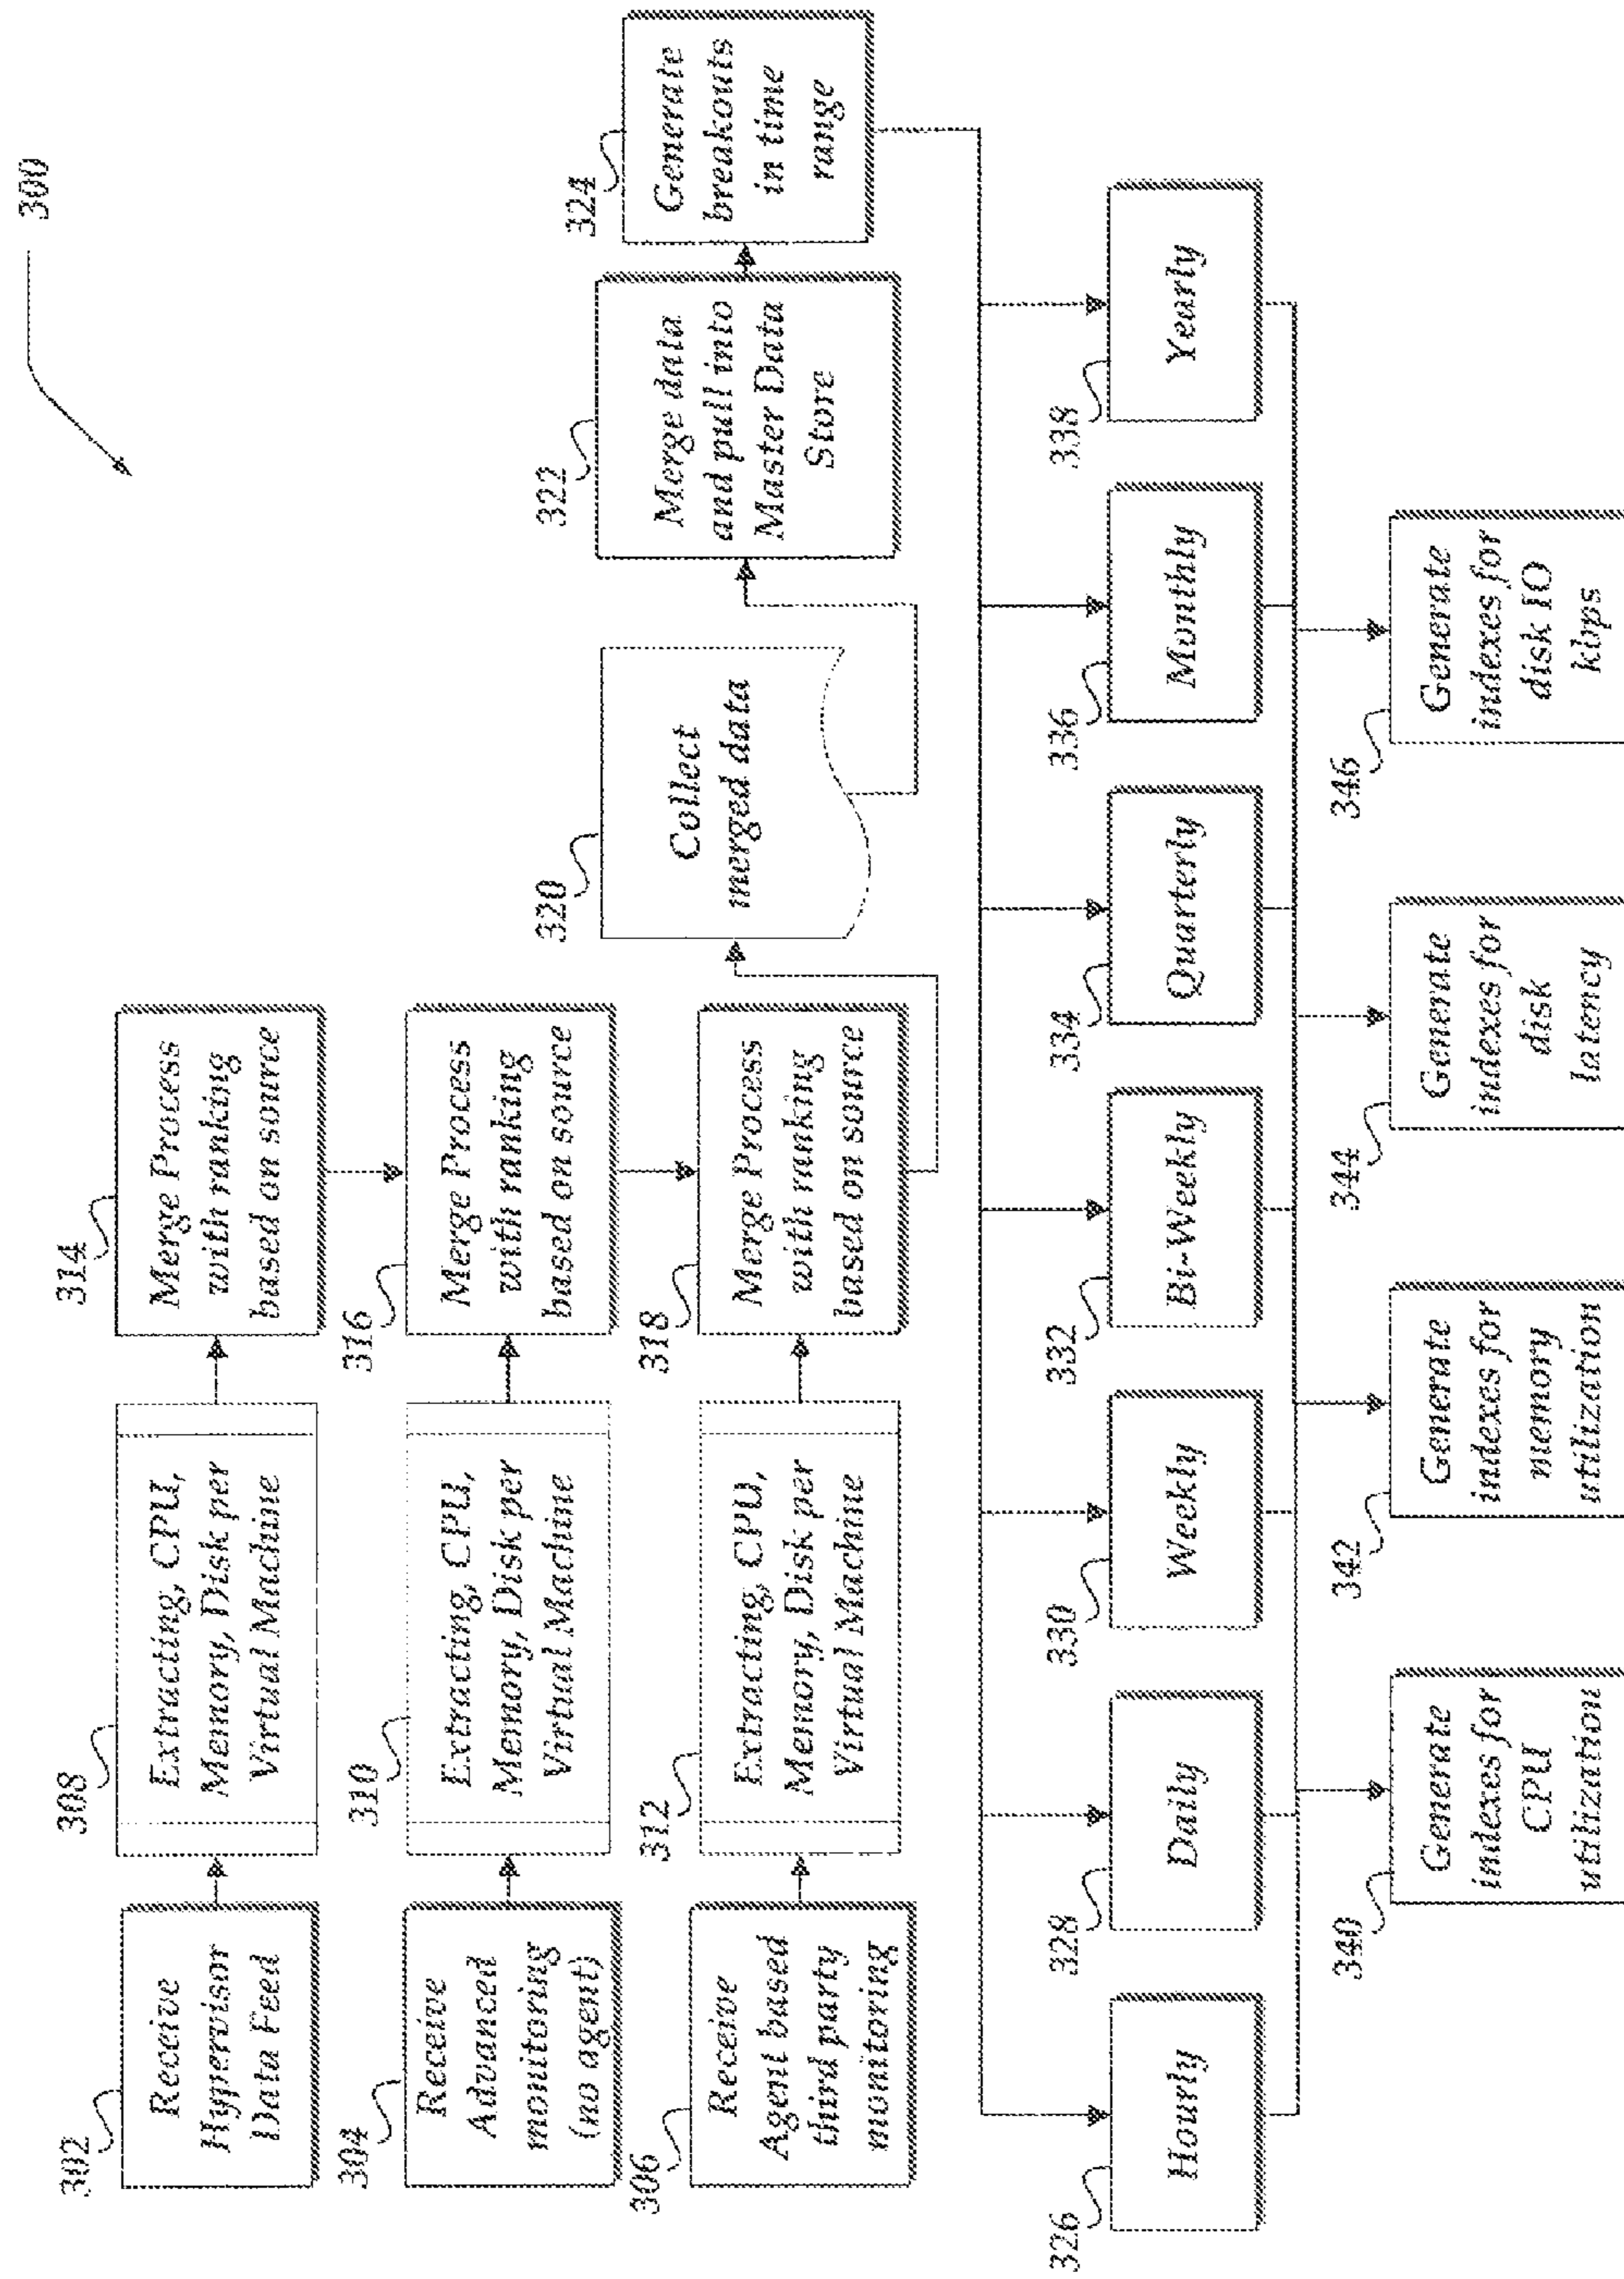 300
302
Receive
Hypervisor
Data Feed
308
Extracting, CPU,
Memory, Disk per
Virtual Machine
314
Merge Process
with ranking
based on source
304
Receive
Advanced
monitoring
(no agent)
310
Extracting, CPU,
Memory, Disk per
Virtual Machine
316
Merge Process
with ranking
based on source
306
Receive
Agent based
third party
monitoring
312
Extracting, CPU,
Memory, Disk per
Virtual Machine
318
Merge Process
with ranking
based on source
320
Collect
merged data
322
Merge data
and pull into
Master Data
Store
324
Generate
breakouts
in time
range
326
Hourly
328
Daily
330
Weekly
332
Bi-Weekly
334
Quarterly
336
Monthly
338
Yearly
340
Generate
indexes for
CPU
utilization
342
Generate
indexes for
memory
utilization
344
Generate
indexes for
disk
latency
346
Generate
indexes for
disk IO
kbps